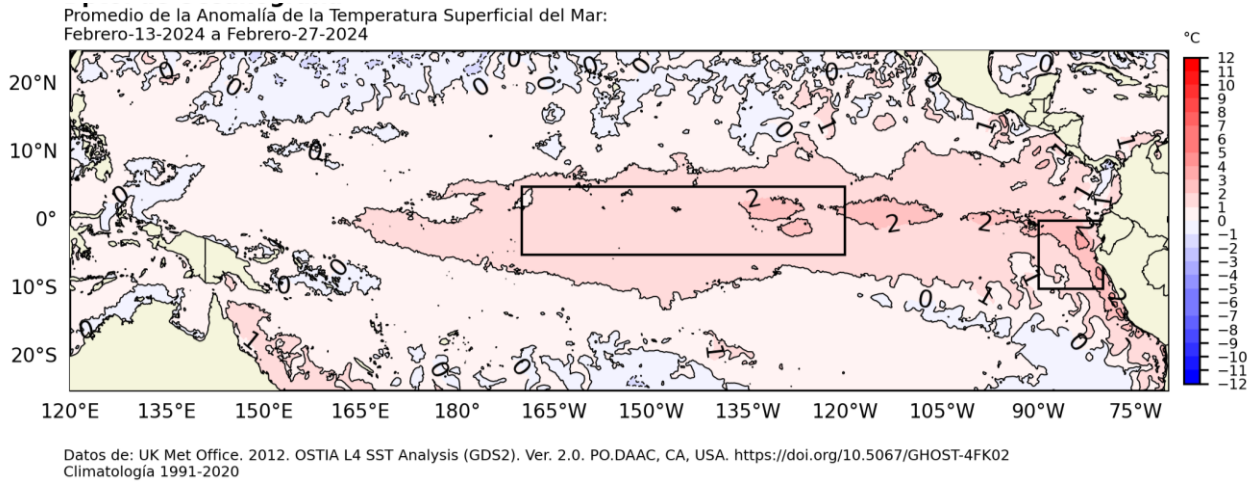 Promedio de la Anomalía de la Temperatura Superficial del Mar:
Febrero-13-2024 a Febrero-27-2024
°C
20°N
10°N
0°
10°S
20°S
120°E 135°E 150°E 165°E 180° 165°W 150°W 135°W 120°W 105°W 90°W 75°W
12
11
10
9
8
7
6
5
4
3
2
1
0
−1
−2
−3
−4
−5
−6
−7
−8
−9
−10
−11
−12
Datos de: UK Met Office. 2012. OSTIA L4 SST Analysis (GDS2). Ver. 2.0. PO.DAAC, CA, USA. https://doi.org/10.5067/GHOST-4FK02
Climatología 1991-2020